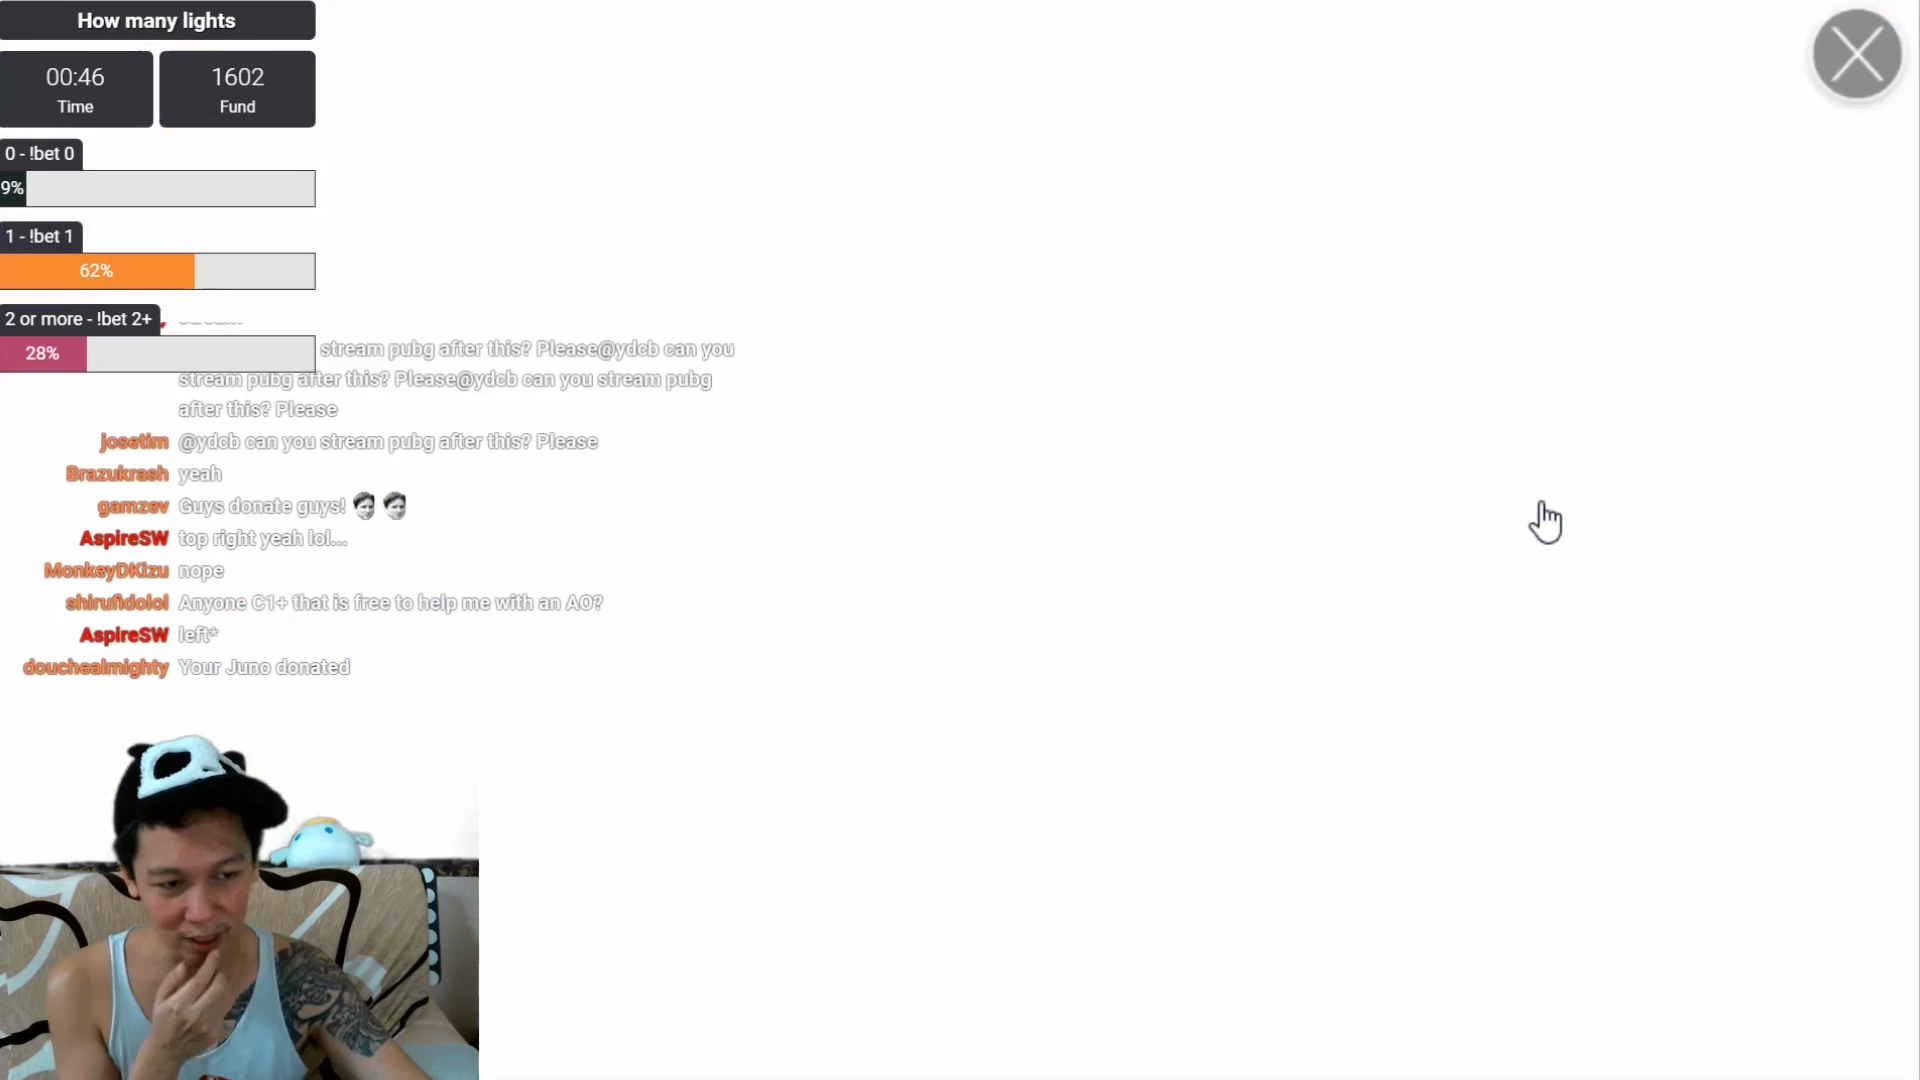 How many lights
00:46
Time
1602
Fund
0 - !bet 0
9%
1 - !bet 1
62%
2 or more - !bet 2+
28%
stream pubg after this? Please@ydcb can you
stream pubg after this? Please@ydcb can you stream pubg
after this? Please
josetim @ydcb can you stream pubg after this? Please
Brazukrash yeah
gamzev Guys donate guys!
AspireSW top right yeah lol...
MonkeyDKizu nope
shirufidolol Anyone C1+ that is free to help me with an AO?
AspireSW left*
douchealmighty Your Juno donated